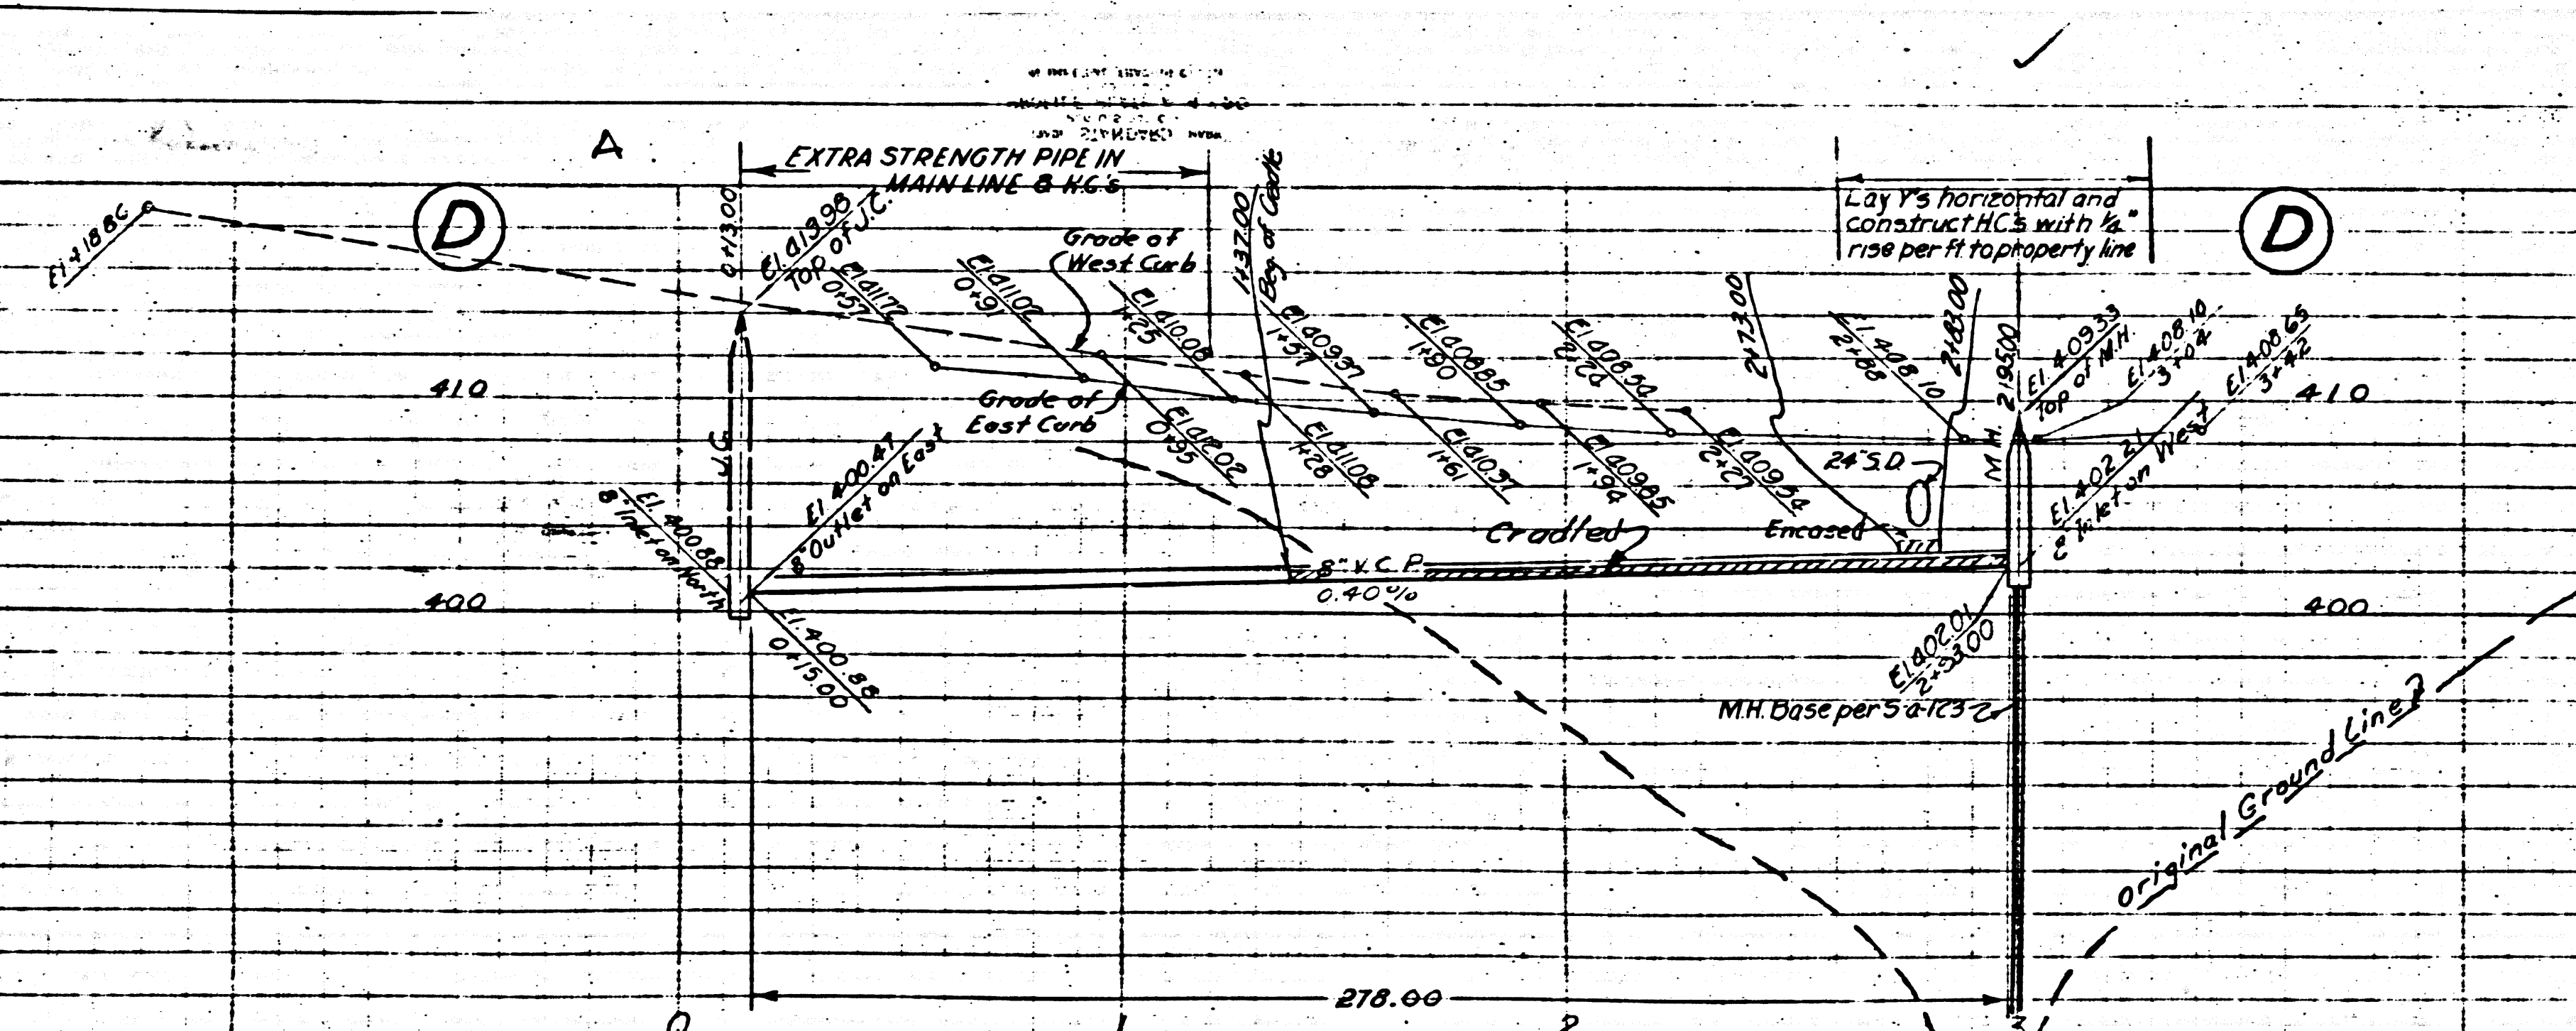 A
EXTRA STRENGTH PIPE IN
MAIN LINE & H.C's
D
El 418 86
0+13.00
El. 413.98
Top of J.C.
El 411.72
0+57
El 411.02
0+91
Grade of
West Curb
El 410.08
1+25
1+37.00
Beg. of Cradle
El 409.37
1+57
El 408.85
1+90
El 408.54
2+24
2+73.00
Lay Y's horizontal and
construct HC's with 1/4"
rise per ft to property line
D
El. 408 10
2+88
2+83.00
2+95.00
El. 409.33
Top of M.H.
El. 408.10
3+04
El 408 65
3+42
410
410
Grade of
East Curb
El 412.02
0+95
El 411.08
1+28
El 410.37
1+61
El 409.85
1+94
El 409.54
2+27
24" S.D.
M.H.
El. 402 21
8" Inlet on West
J.C.
El. 400.47
8" Outlet on East
El. 400.88
8" Inlet on North
Cradled
Encased
8" V.C.P.
0.40%
400
400
El. 400.88
0+15.00
El 402.01
2+93.00
M.H. Base per S-a-123
Original Ground Line
278.00
0
1
2
3